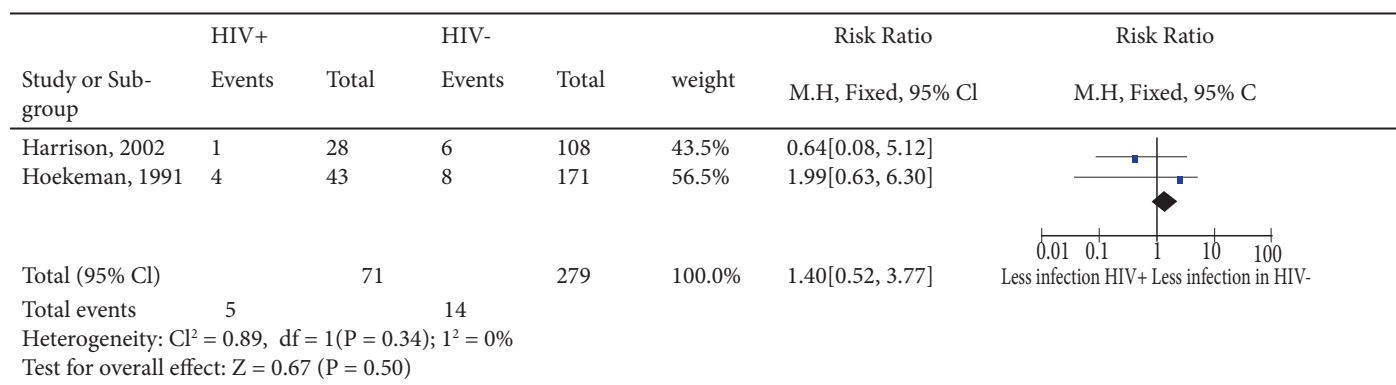 HIV+ HIV- Risk Ratio Risk Ratio
Study or Sub- Events Total Events Total weight M.H, Fixed, 95% Cl M.H, Fixed, 95% C
group
Harrison, 2002 1 28 6 108 43.5% 0.64[0.08, 5.12]
Hoekeman, 1991 4 43 8 171 56.5% 1.99[0.63, 6.30]
0.01 0.1 1 10 100
Total (95% Cl) 71 279 100.0% 1.40[0.52, 3.77] Less infection HIV+ Less infection in HIV-
Total events 5 14
Heterogeneity: Cl² = 0.89, df = 1(P = 0.34); 1² = 0%
Test for overall effect: Z = 0.67 (P = 0.50)